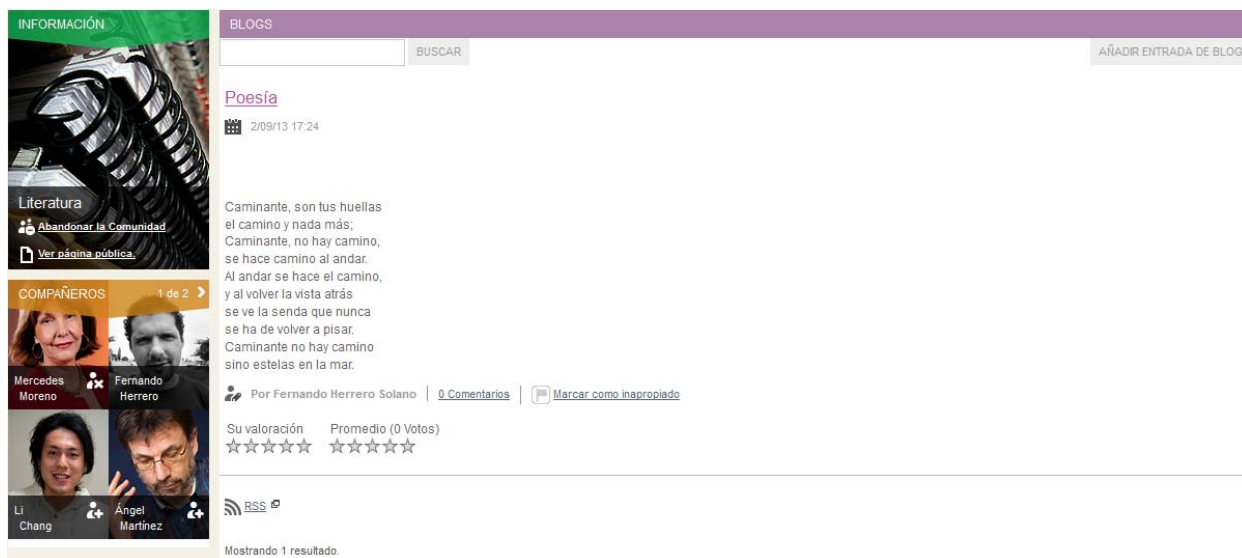 INFORMACIÓN
Literatura
Abandonar la Comunidad
Ver página pública.
COMPAÑEROS 1 de 2
Mercedes Moreno
Fernando Herrero
Li Chang
Ángel Martínez
BLOGS
BUSCAR
AÑADIR ENTRADA DE BLOG
Poesía
2/09/13 17:24
Caminante, son tus huellas
el camino y nada más;
Caminante, no hay camino,
se hace camino al andar.
Al andar se hace el camino,
y al volver la vista atrás
se ve la senda que nunca
se ha de volver a pisar.
Caminante no hay camino
sino estelas en la mar.
Por Fernando Herrero Solano | 0 Comentarios | Marcar como inapropiado
Su valoración Promedio (0 Votos)
RSS
Mostrando 1 resultado.